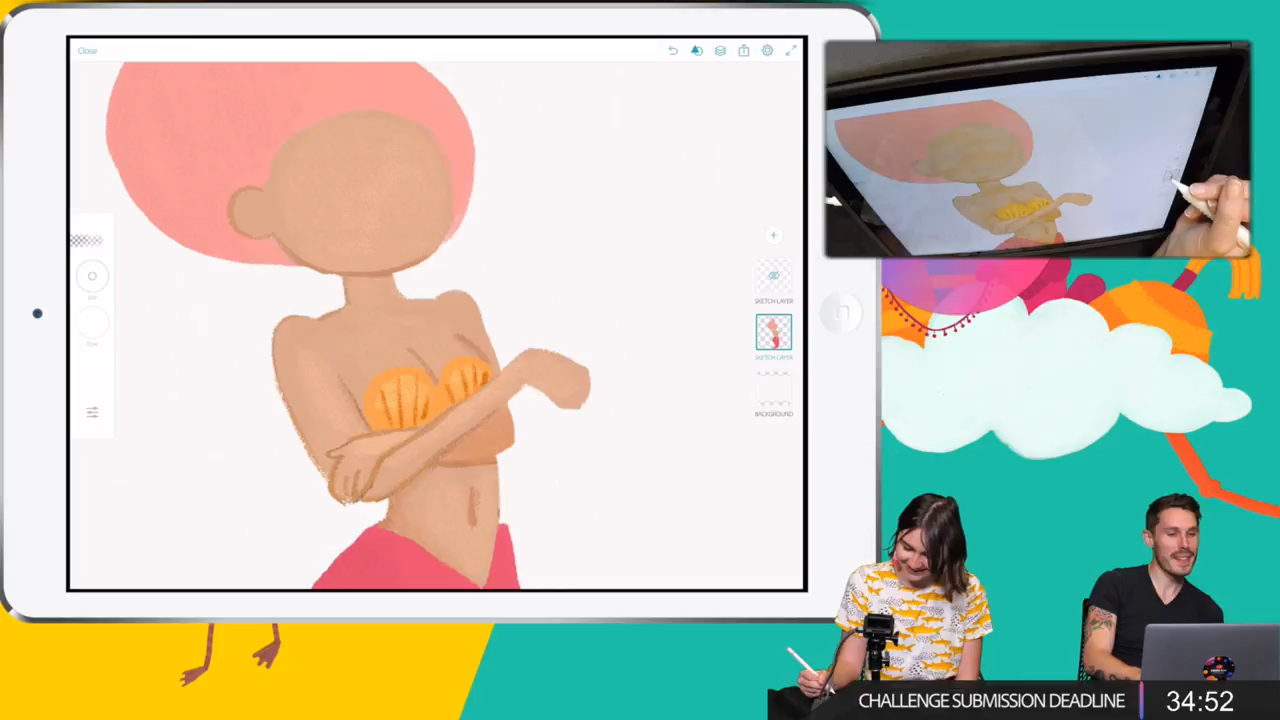 Close
SKETCH LAYER
SKETCH LAYER
BACKGROUND
CHALLENGE SUBMISSION DEADLINE
34:52